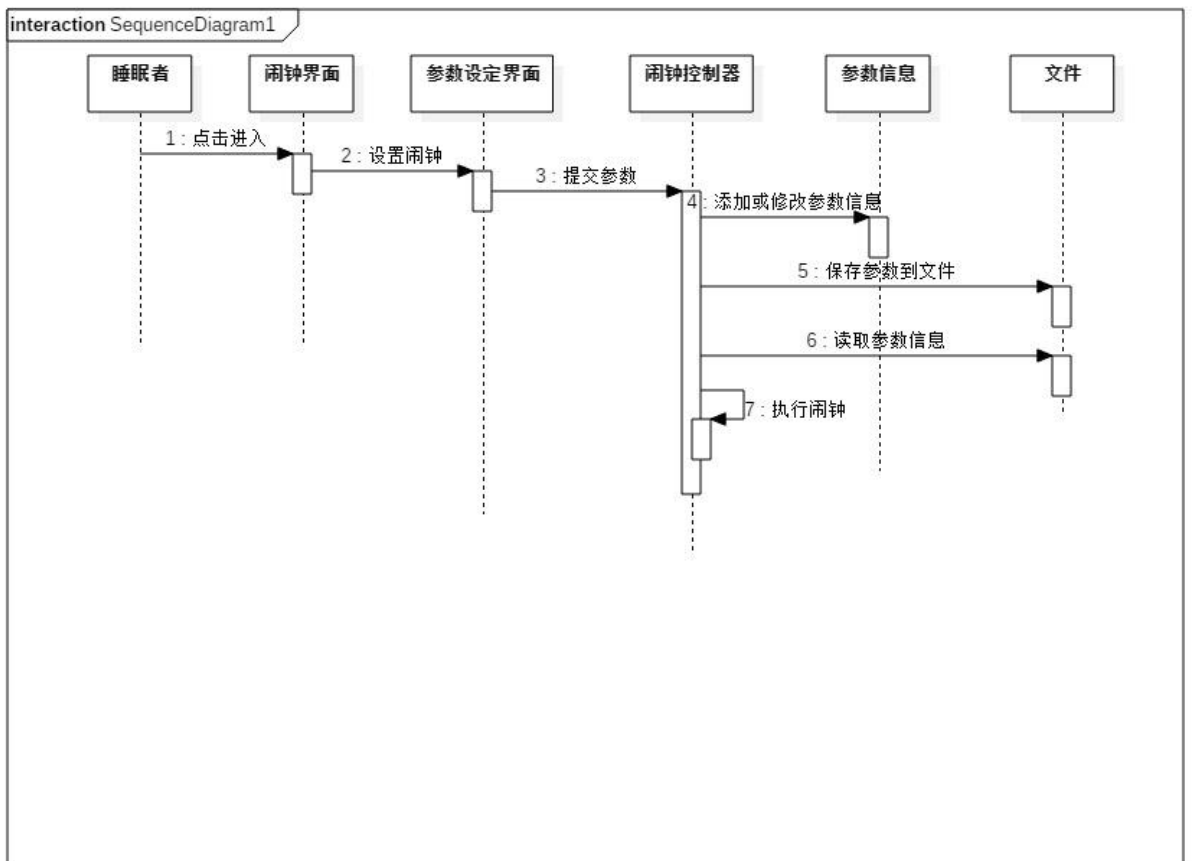 interaction SequenceDiagram1
睡眠者 闹钟界面 参数设定界面 闹钟控制器 参数信息 文件
1 : 点击进入
2 : 设置闹钟
3 : 提交参数
4 : 添加或修改参数信息
5 : 保存参数到文件
6 : 读取参数信息
7 : 执行闹钟